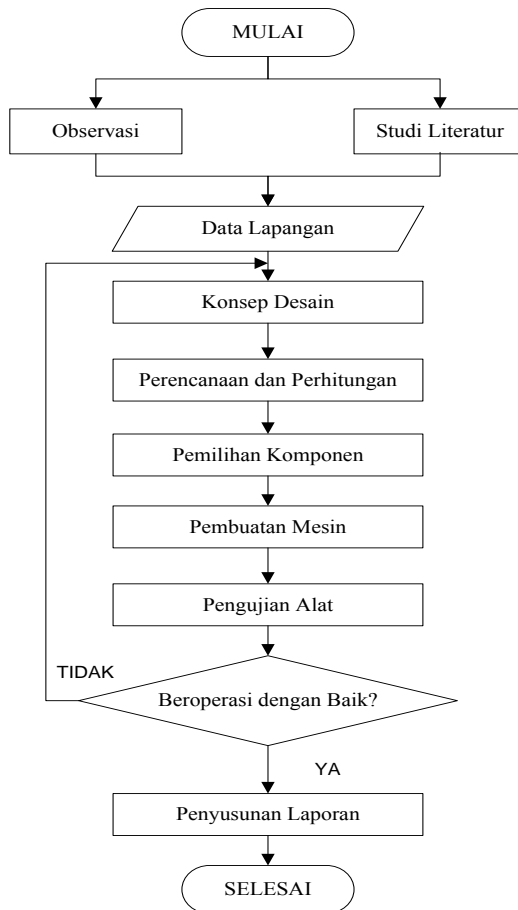 MULAI
Observasi
Studi Literatur
Data Lapangan
Konsep Desain
Perencanaan dan Perhitungan
Pemilihan Komponen
Pembuatan Mesin
Pengujian Alat
TIDAK
Beroperasi dengan Baik?
YA
Penyusunan Laporan
SELESAI